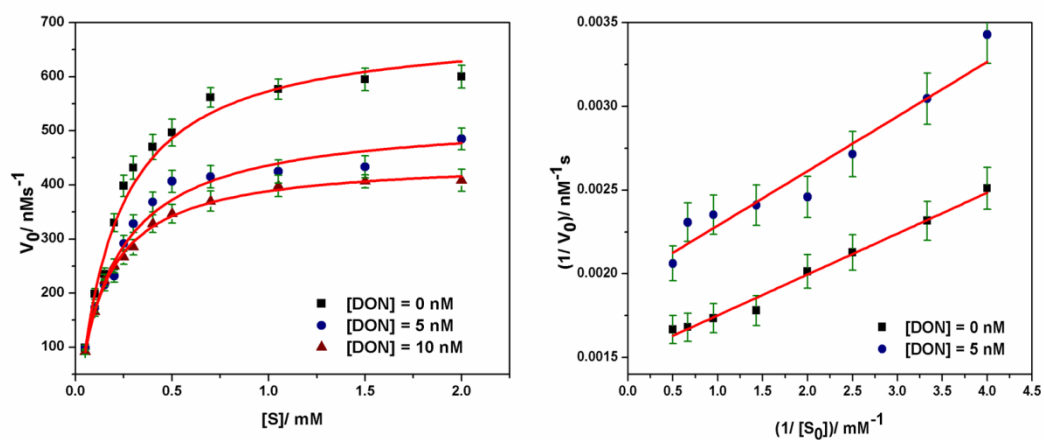 700
600
500
400
300
200
100
V₀/ nMs⁻¹
0.0 0.5 1.0 1.5 2.0
[S]/ mM
[DON] = 0 nM
[DON] = 5 nM
[DON] = 10 nM
0.0035
0.0030
0.0025
0.0020
0.0015
(1/ V₀)/ nM⁻¹s
0.0 0.5 1.0 1.5 2.0 2.5 3.0 3.5 4.0 4.5
(1/ [S₀])/ mM⁻¹
[DON] = 0 nM
[DON] = 5 nM